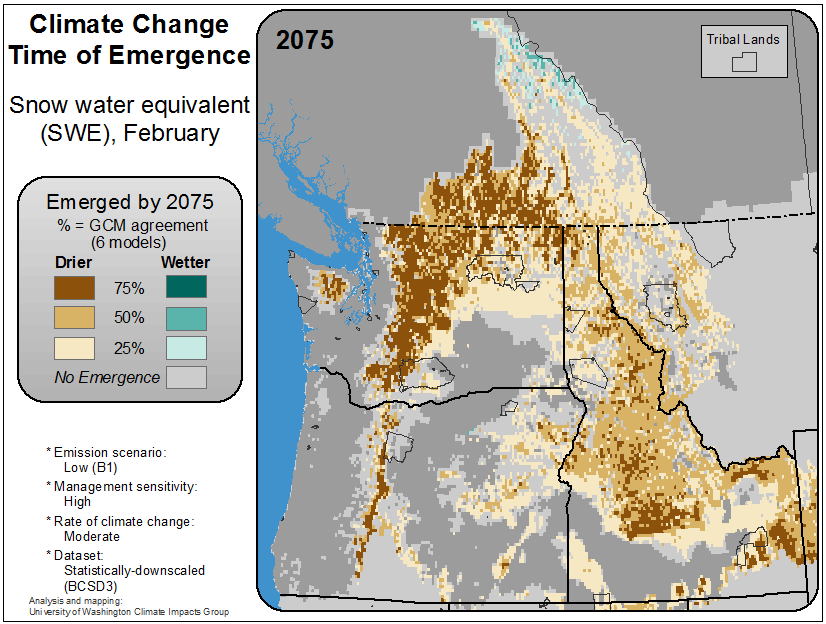 Climate Change
Time of Emergence
Snow water equivalent
(SWE), February
Emerged by 2075
% = GCM agreement
(6 models)
Drier Wetter
75%
50%
25%
No Emergence
* Emission scenario:
Low (B1)
* Management sensitivity:
High
* Rate of climate change:
Moderate
* Dataset:
Statistically-downscaled
(BCSD3)
Analysis and mapping:
University of Washington Climate Impacts Group
2075
Tribal Lands